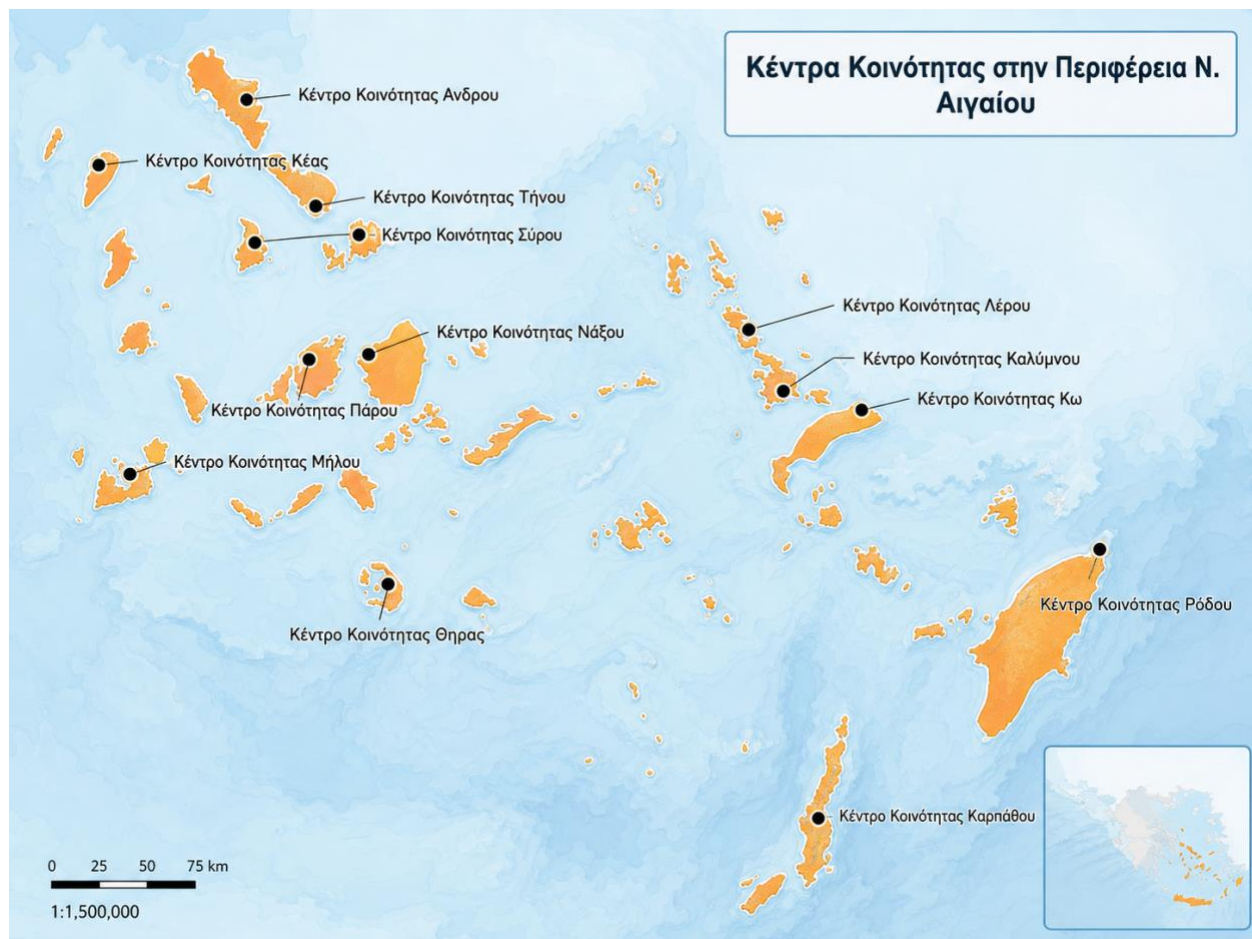 Κέντρα Κοινότητας στην Περιφέρεια Ν.
Αιγαίου
Κέντρο Κοινότητας Ανδρου
Κέντρο Κοινότητας Κέας
Κέντρο Κοινότητας Τήνου
Κέντρο Κοινότητας Σύρου
Κέντρο Κοινότητας Λέρου
Κέντρο Κοινότητας Νάξου
Κέντρο Κοινότητας Καλύμνου
Κέντρο Κοινότητας Κω
Κέντρο Κοινότητας Πάρου
Κέντρο Κοινότητας Μήλου
Κέντρο Κοινότητας Ρόδου
Κέντρο Κοινότητας Θηρας
Κέντρο Κοινότητας Καρπάθου
0 25 50 75 km
1:1,500,000